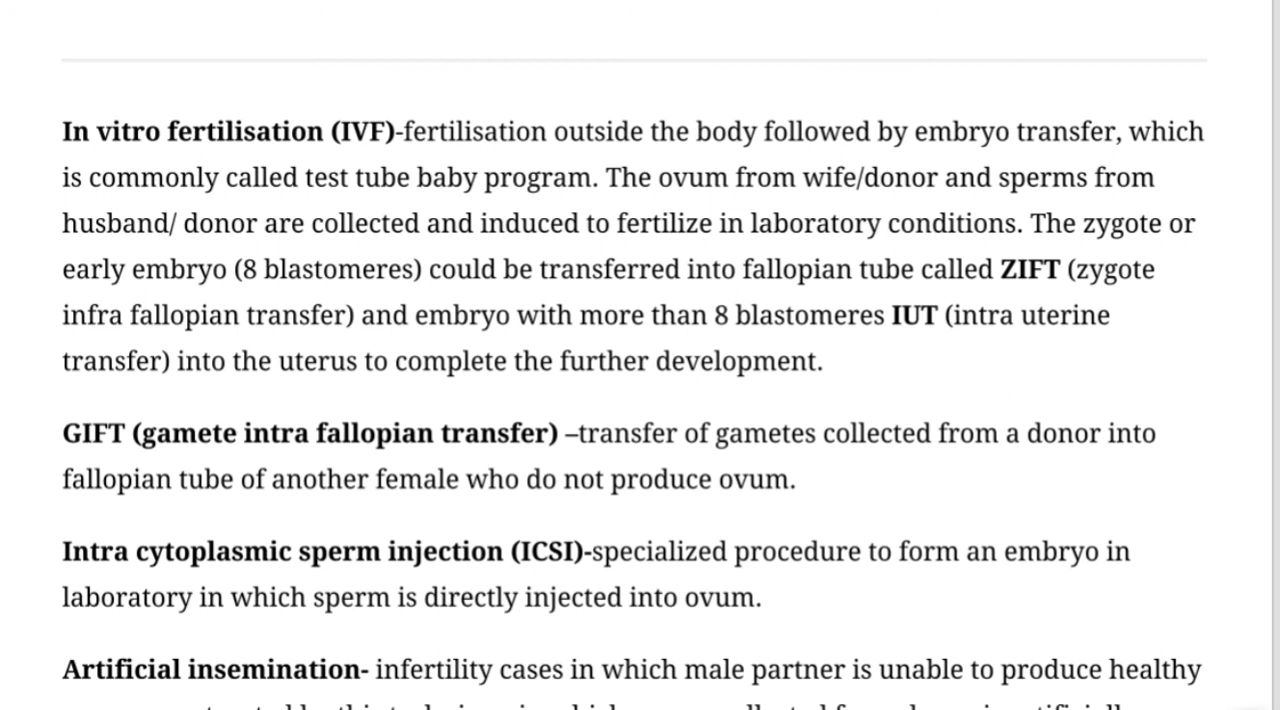 In vitro fertilisation (IVF)-fertilisation outside the body followed by embryo transfer, which
is commonly called test tube baby program. The ovum from wife/donor and sperms from
husband/ donor are collected and induced to fertilize in laboratory conditions. The zygote or
early embryo (8 blastomeres) could be transferred into fallopian tube called ZIFT (zygote
infra fallopian transfer) and embryo with more than 8 blastomeres IUT (intra uterine
transfer) into the uterus to complete the further development.
GIFT (gamete intra fallopian transfer) –transfer of gametes collected from a donor into
fallopian tube of another female who do not produce ovum.
Intra cytoplasmic sperm injection (ICSI)-specialized procedure to form an embryo in
laboratory in which sperm is directly injected into ovum.
Artificial insemination- infertility cases in which male partner is unable to produce healthy